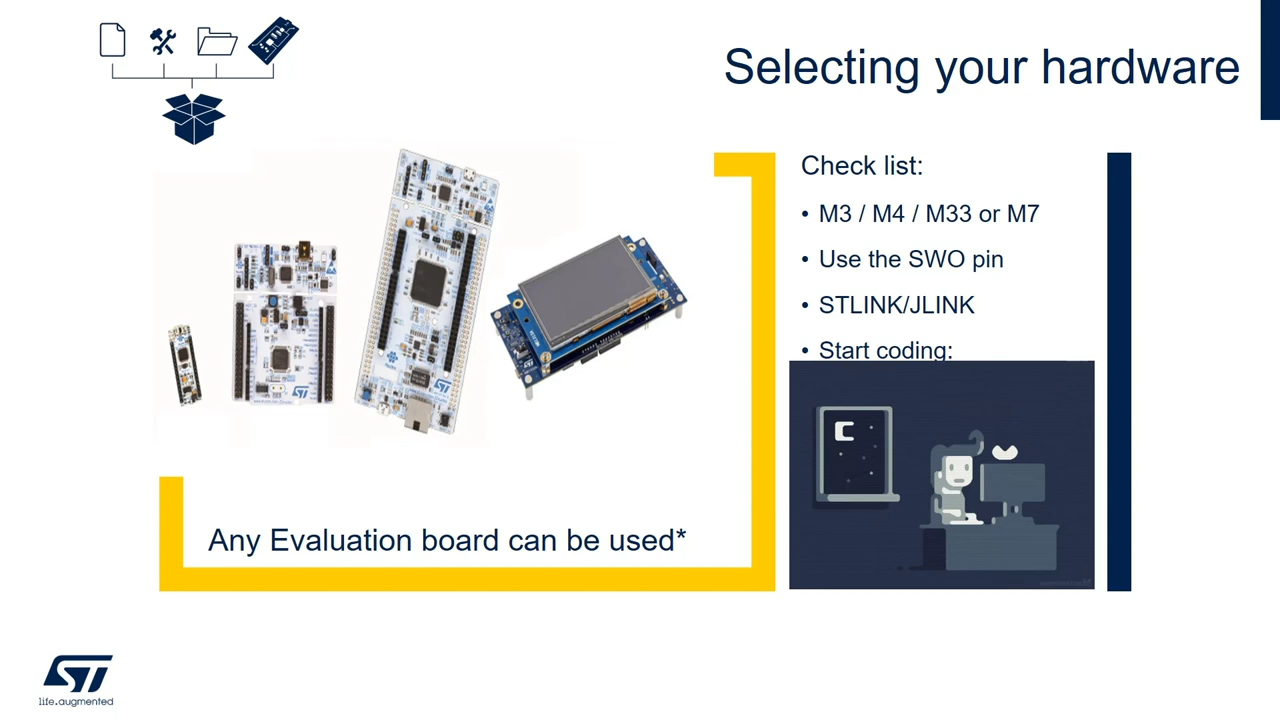 Selecting your hardware
Check list:
• M3 / M4 / M33 or M7
• Use the SWO pin
• STLINK/JLINK
• Start coding:
Any Evaluation board can be used*
ST
life.augmented